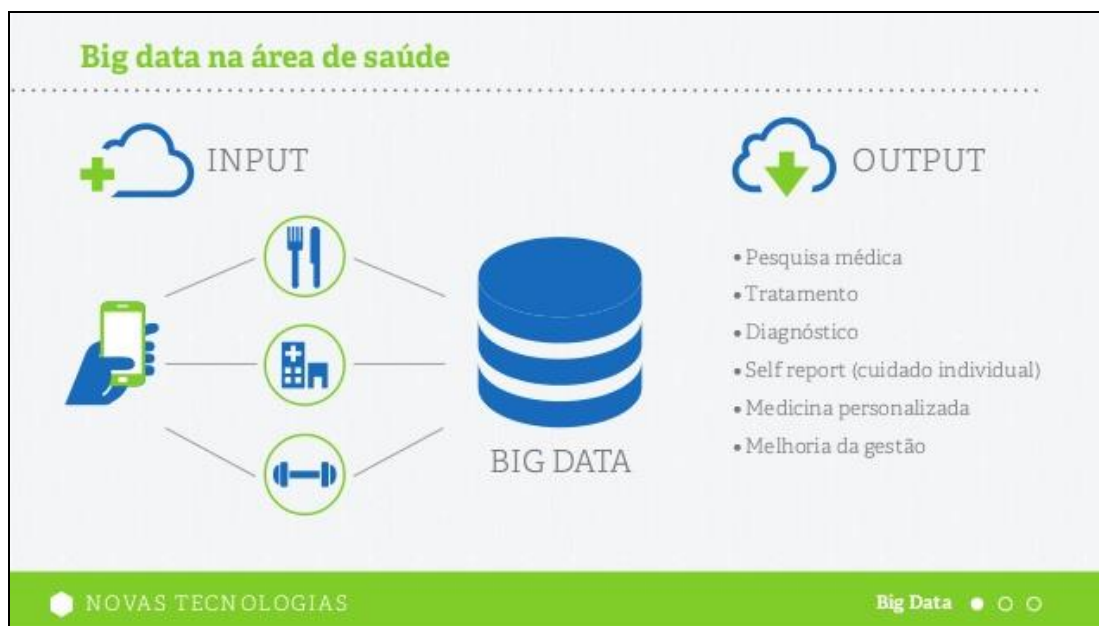 Big data na área de saúde
INPUT
BIG DATA
OUTPUT
• Pesquisa médica
• Tratamento
• Diagnóstico
• Self report (cuidado individual)
• Medicina personalizada
• Melhoria da gestão
NOVAS TECNOLOGIAS
Big Data